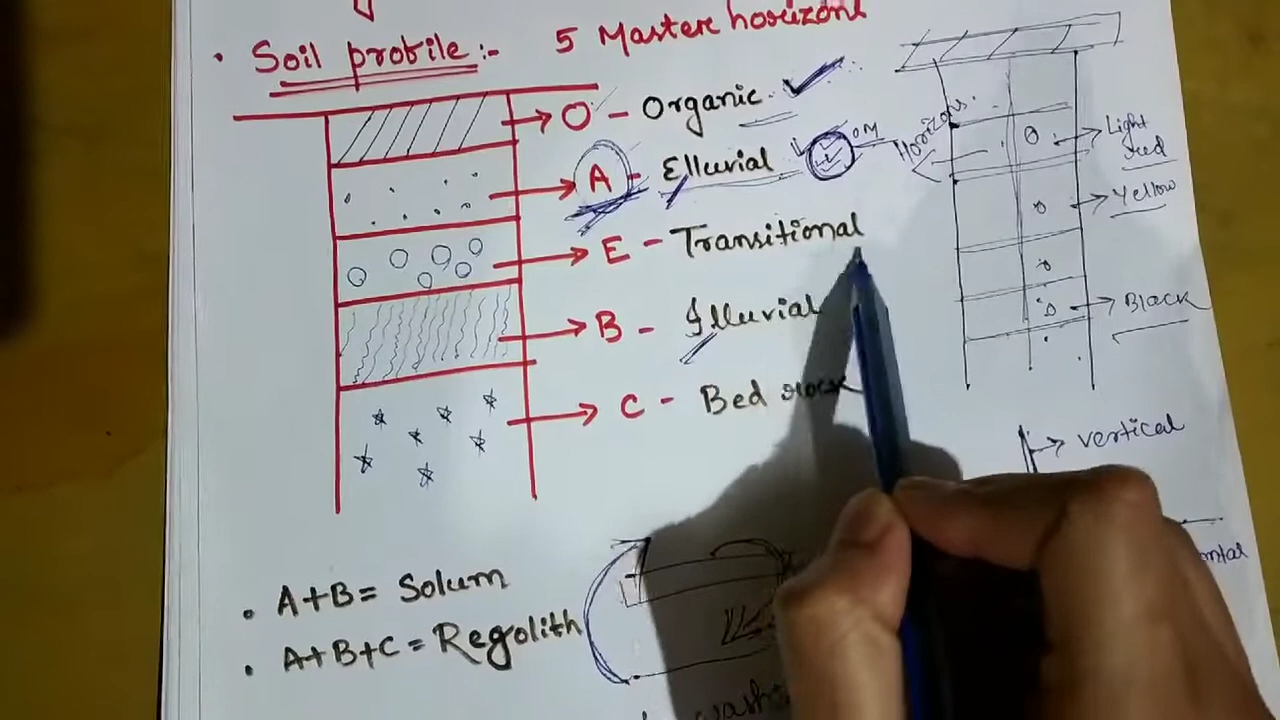 • Soil profile:- 5 Master horizons
O - Organic
A - Elluvial
OM
E - Transitional
B - Illuvial
C - Bed rock
Horizons.
Light
Red
Yellow
Black
vertical
• A+B= Solum
• A+B+C= Regolith